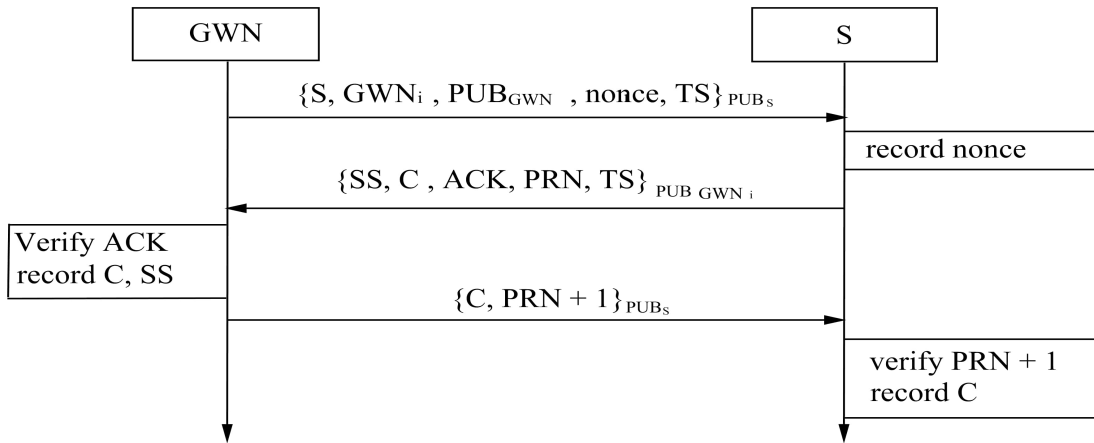 GWN
S
{S, GWNi , PUBGWN , nonce, TS}PUBs
record nonce
{SS, C , ACK, PRN, TS} PUB GWN i
Verify ACK
record C, SS
{C, PRN + 1}PUBs
verify PRN + 1
record C